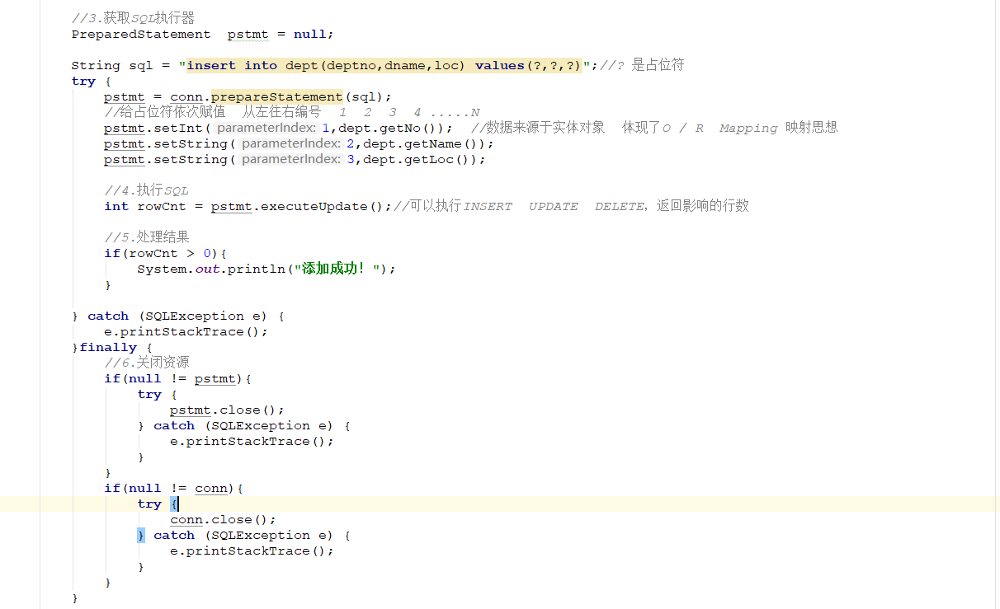 //3.获取SQL执行器
PreparedStatement  pstmt = null;
String sql = "insert into dept(deptno,dname,loc) values(?,?,?)";//? 是占位符
try {
pstmt = conn.prepareStatement(sql);
//给占位符依次赋值  从左往右编号  1  2  3  4 .....N
pstmt.setInt( parameterIndex: 1,dept.getNo());  //数据来源于实体对象  体现了O / R  Mapping 映射思想
pstmt.setString( parameterIndex: 2,dept.getName());
pstmt.setString( parameterIndex: 3,dept.getLoc());
//4.执行SQL
int rowCnt = pstmt.executeUpdate();//可以执行INSERT  UPDATE  DELETE，返回影响的行数
//5.处理结果
if(rowCnt > 0){
System.out.println("添加成功！");
}
} catch (SQLException e) {
e.printStackTrace();
}finally {
//6.关闭资源
if(null != pstmt){
try {
pstmt.close();
} catch (SQLException e) {
e.printStackTrace();
}
}
if(null != conn){
try {
conn.close();
} catch (SQLException e) {
e.printStackTrace();
}
}
}